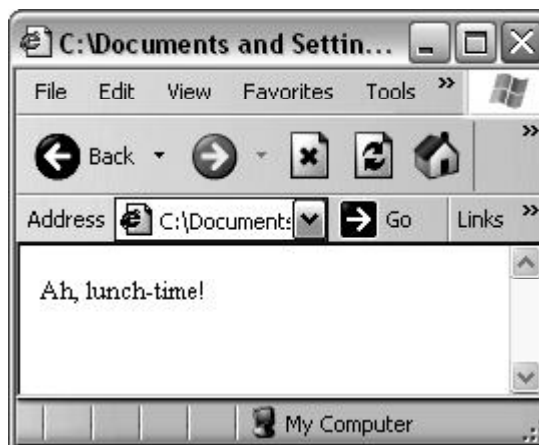 C:\Documents and Settin...
File Edit View Favorites Tools »
Back »
Address C:\Documents Go Links »
Ah, lunch-time!
My Computer